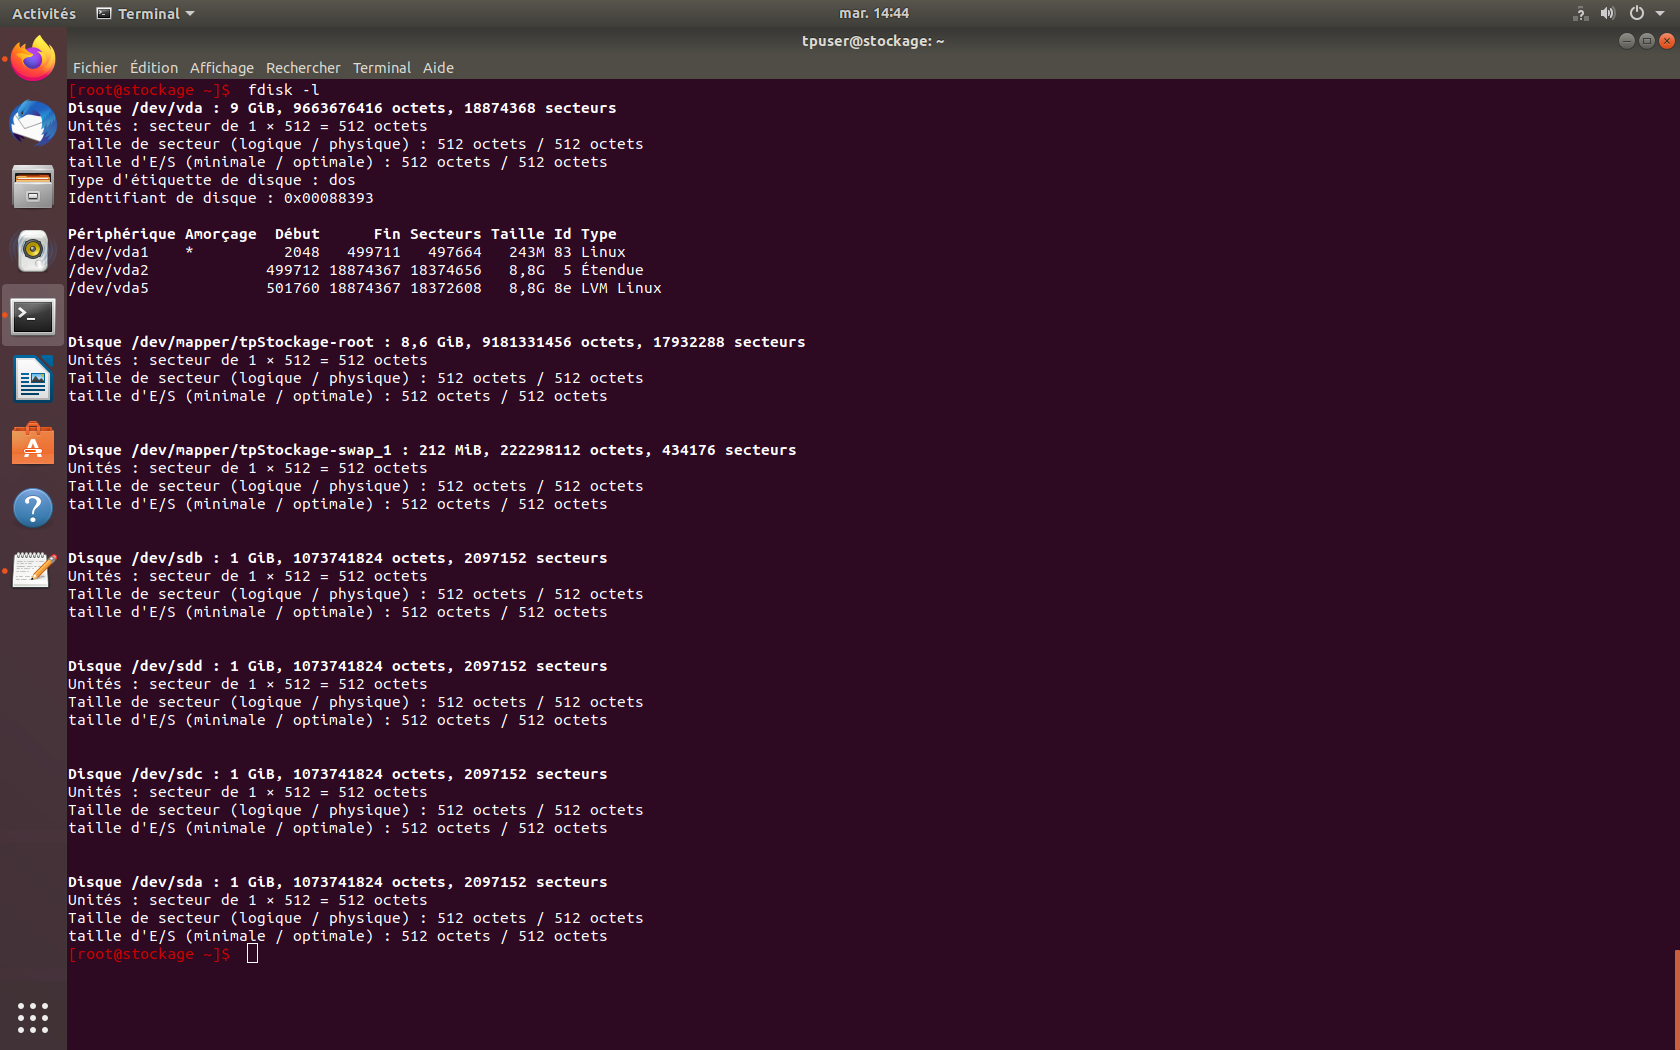 Activités Terminal mar. 14:44
tpuser@stockage: ~
Fichier Édition Affichage Rechercher Terminal Aide
[root@stockage ~]$ fdisk -l
Disque /dev/vda : 9 GiB, 9663676416 octets, 18874368 secteurs
Unités : secteur de 1 × 512 = 512 octets
Taille de secteur (logique / physique) : 512 octets / 512 octets
taille d'E/S (minimale / optimale) : 512 octets / 512 octets
Type d'étiquette de disque : dos
Identifiant de disque : 0x00088393
Périphérique Amorçage Début Fin Secteurs Taille Id Type
/dev/vda1 * 2048 499711 497664 243M 83 Linux
/dev/vda2 499712 18874367 18374656 8,8G 5 Étendue
/dev/vda5 501760 18874367 18372608 8,8G 8e LVM Linux
Disque /dev/mapper/tpStockage-root : 8,6 GiB, 9181331456 octets, 17932288 secteurs
Unités : secteur de 1 × 512 = 512 octets
Taille de secteur (logique / physique) : 512 octets / 512 octets
taille d'E/S (minimale / optimale) : 512 octets / 512 octets
Disque /dev/mapper/tpStockage-swap_1 : 212 MiB, 222298112 octets, 434176 secteurs
Unités : secteur de 1 × 512 = 512 octets
Taille de secteur (logique / physique) : 512 octets / 512 octets
taille d'E/S (minimale / optimale) : 512 octets / 512 octets
Disque /dev/sdb : 1 GiB, 1073741824 octets, 2097152 secteurs
Unités : secteur de 1 × 512 = 512 octets
Taille de secteur (logique / physique) : 512 octets / 512 octets
taille d'E/S (minimale / optimale) : 512 octets / 512 octets
Disque /dev/sdd : 1 GiB, 1073741824 octets, 2097152 secteurs
Unités : secteur de 1 × 512 = 512 octets
Taille de secteur (logique / physique) : 512 octets / 512 octets
taille d'E/S (minimale / optimale) : 512 octets / 512 octets
Disque /dev/sdc : 1 GiB, 1073741824 octets, 2097152 secteurs
Unités : secteur de 1 × 512 = 512 octets
Taille de secteur (logique / physique) : 512 octets / 512 octets
taille d'E/S (minimale / optimale) : 512 octets / 512 octets
Disque /dev/sda : 1 GiB, 1073741824 octets, 2097152 secteurs
Unités : secteur de 1 × 512 = 512 octets
Taille de secteur (logique / physique) : 512 octets / 512 octets
taille d'E/S (minimale / optimale) : 512 octets / 512 octets
[root@stockage ~]$